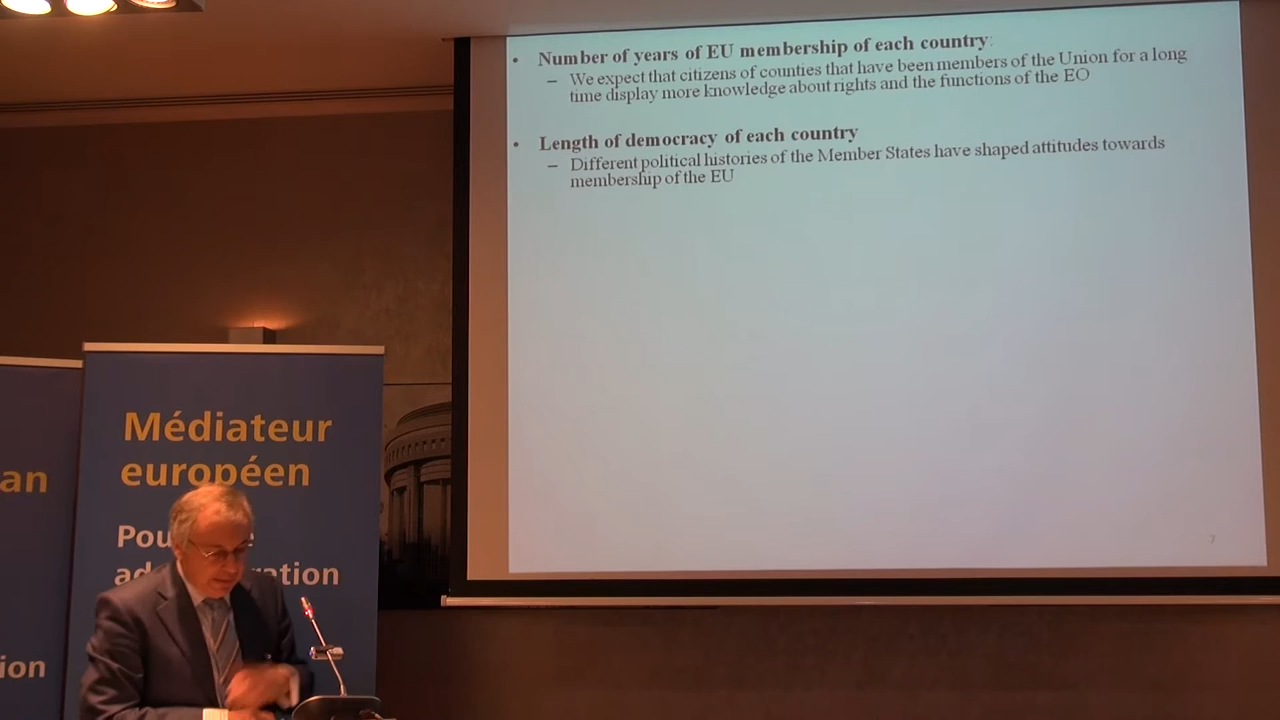 • Number of years of EU membership of each country:
– We expect that citizens of counties that have been members of the Union for a long
time display more knowledge about rights and the functions of the EO
• Length of democracy of each country
– Different political histories of the Member States have shaped attitudes towards
membership of the EU
7
Médiateur
européen
an
ion